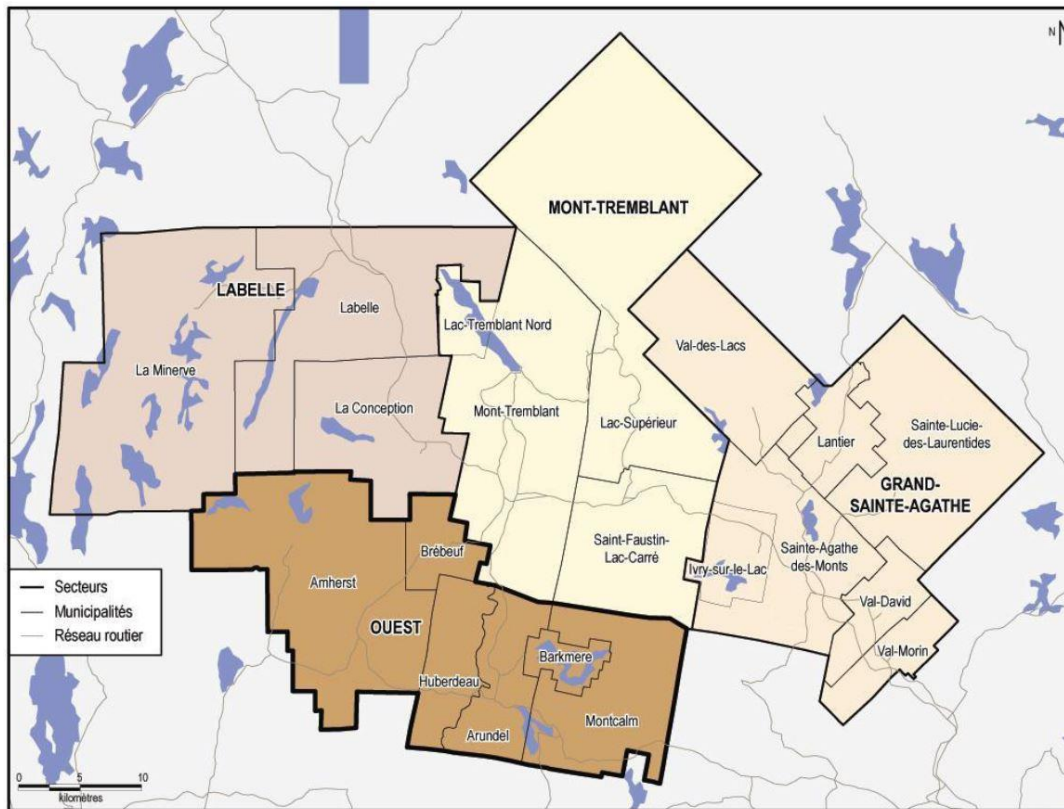 N
MONT-TREMBLANT
LABELLE
Labelle
Lac-Tremblant Nord
Val-des-Lacs
La Minerve
La Conception
Mont-Tremblant
Lac-Supérieur
Lantier
Sainte-Lucie-
des-Laurentides
GRAND-
SAINTE-AGATHE
Saint-Faustin-
Lac-Carré
Brébeuf
Ivry-sur-le-Lac
Sainte-Agathe
des-Monts
Amherst
OUEST
Val-David
Val-Morin
Barkmere
Huberdeau
Arundel
Montcalm
Secteurs
Municipalités
Réseau routier
0 5 10
kilomètres